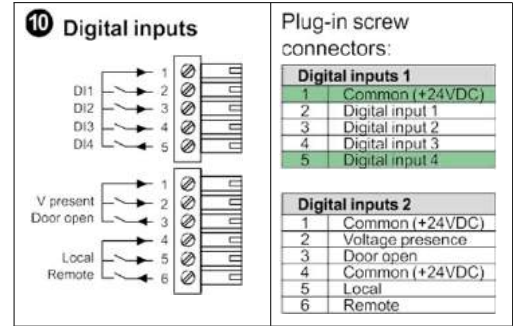 10 Digital inputs
1
DI1 2
DI2 3
DI3 4
DI4 5
1
V present 2
Door open 3
4
Local 5
Remote 6
Plug-in screw
connectors:
Digital inputs 1
1 Common (+24VDC)
2 Digital input 1
3 Digital input 2
4 Digital input 3
5 Digital input 4
Digital inputs 2
1 Common (+24VDC)
2 Voltage presence
3 Door open
4 Common (+24VDC)
5 Local
6 Remote